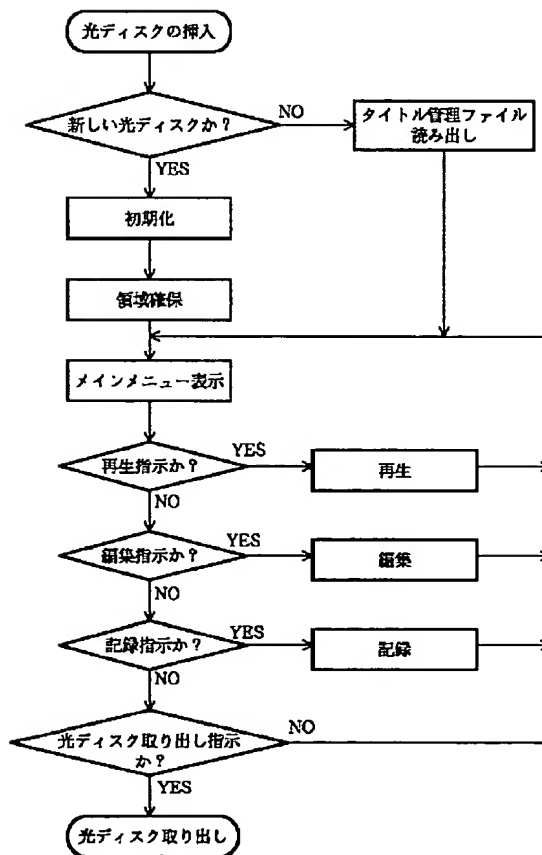 光ディスクの挿入
新しい光ディスクか？
NO
タイトル管理ファイル
読み出し
YES
初期化
領域確保
メインメニュー表示
再生指示か？
YES
再生
NO
編集指示か？
YES
編集
NO
記録指示か？
YES
記録
NO
光ディスク取り出し指示
か？
NO
YES
光ディスク取り出し